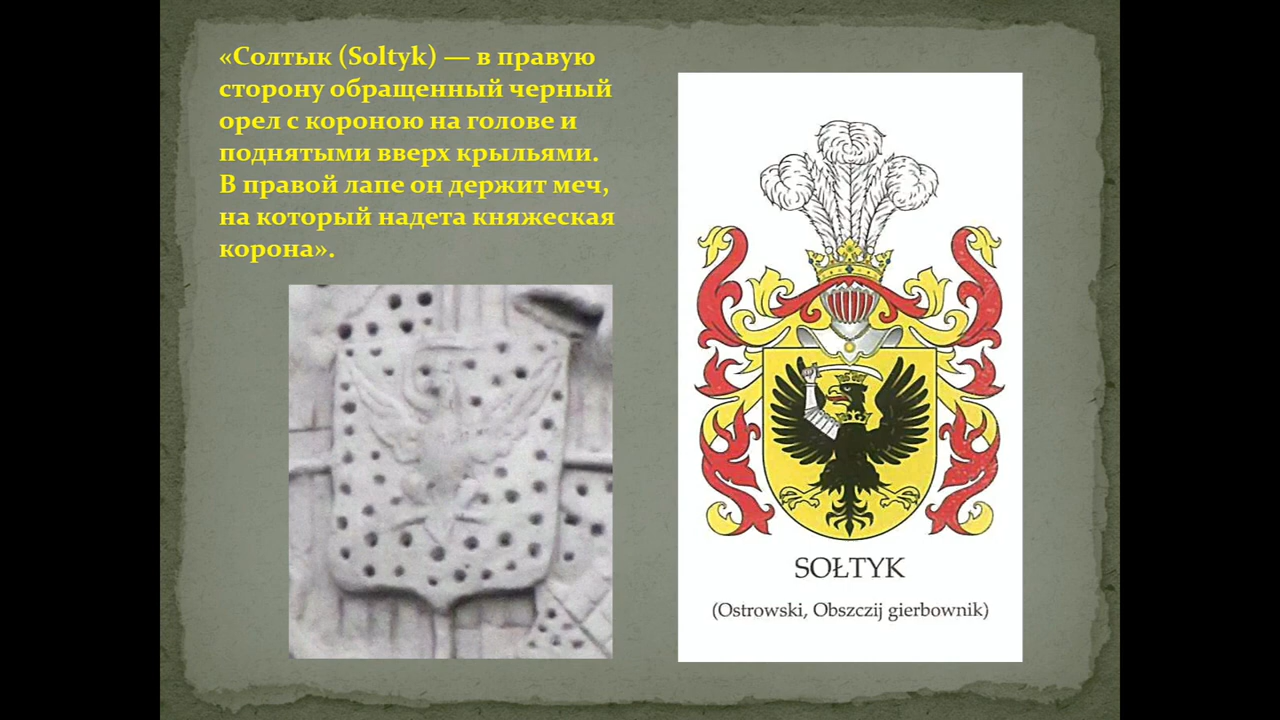 «Солтык (Soltyk) — в правую
сторону обращенный черный
орел с короною на голове и
поднятыми вверх крыльями.
В правой лапе он держит меч,
на который надета княжеская
корона».
SOŁTYK
(Ostrowski, Obszczij gierbownik)